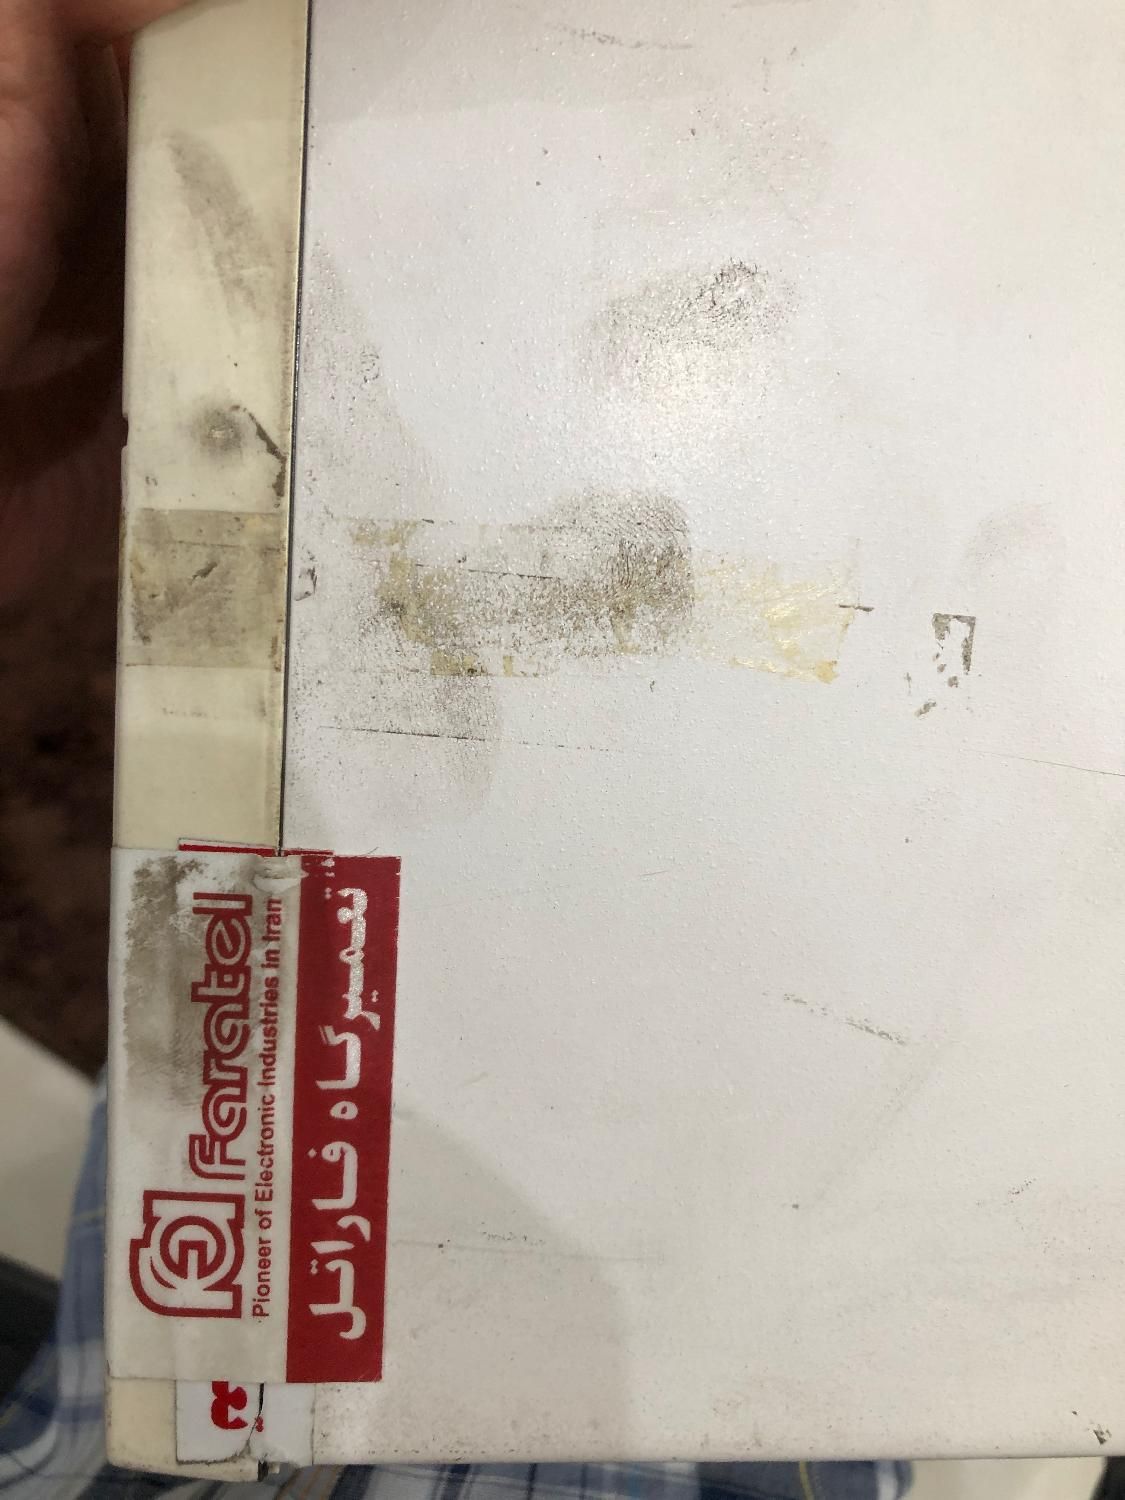 faratel
Pioneer of Electronic Industries in Iran
تعمیرگاه فاراتل